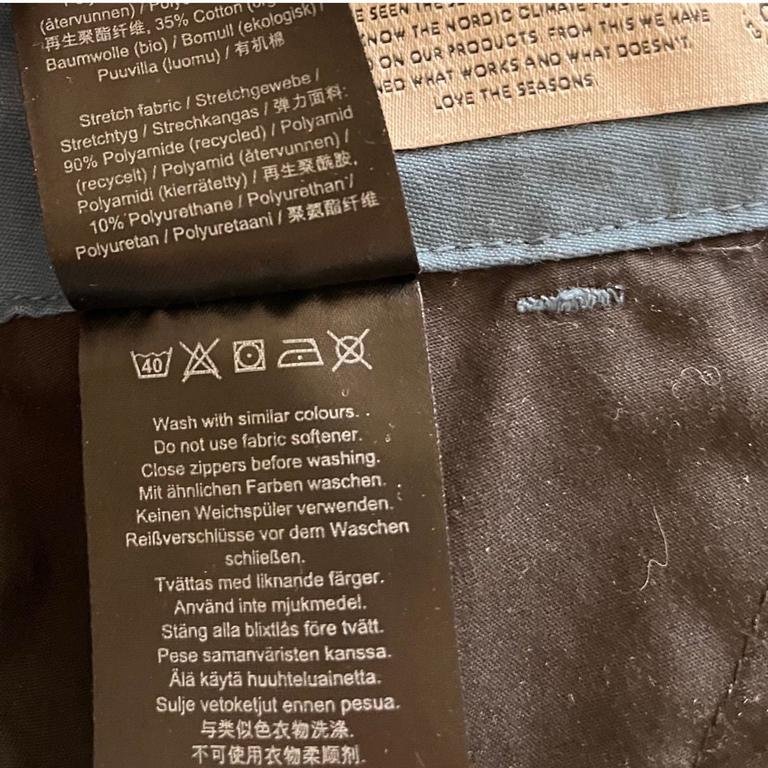 (återvunnen) /
再生聚酯纤维, 35% Cotton
Baumwolle (bio) / Bomull (ekologisk) /
Puuvilla (luomu) / 有机棉
Stretch fabric / Stretchgewebe /
Stretchtyg / Strechkangas / 弹力面料:
90% Polyamide (recycled) / Polyamid
(recycelt) / Polyamid (återvunnen) /
Polyamidi (kierrätetty) / 再生聚酰胺,
10% Polyurethane / Polyurethan /
Polyuretan / Polyuretaani / 聚氨酯纤维
SEEN THE
KNOW THE NORDIC CLIMATE
ON OUR PRODUCTS. FROM THIS WE HAVE
NED WHAT WORKS AND WHAT DOESN'T.
LOVE THE SEASONS
40
Wash with similar colours.
Do not use fabric softener.
Close zippers before washing.
Mit ähnlichen Farben waschen.
Keinen Weichspüler verwenden.
Reißverschlüsse vor dem Waschen
schließen.
Tvättas med liknande färger.
Använd inte mjukmedel.
Stäng alla blixtlås före tvätt.
Pese samanväristen kanssa.
Älä käytä huuhteluainetta.
Sulje vetoketjut ennen pesua.
与类似色衣物洗涤.
不可使用衣物柔顺剂.